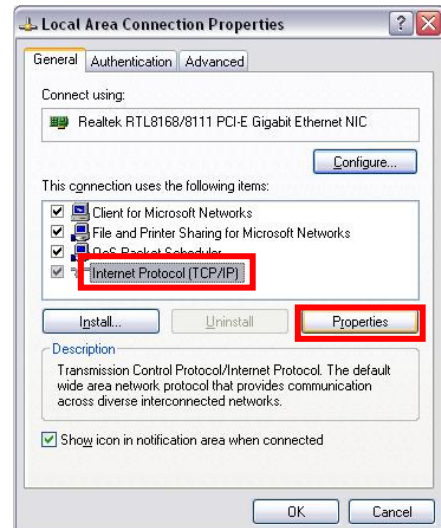 Local Area Connection Properties
General Authentication Advanced
Connect using:
Realtek RTL8168/8111 PCI-E Gigabit Ethernet NIC
Configure...
This connection uses the following items:
Client for Microsoft Networks
File and Printer Sharing for Microsoft Networks
QoS Packet Scheduler
Internet Protocol (TCP/IP)
Install... Uninstall Properties
Description
Transmission Control Protocol/Internet Protocol. The default
wide area network protocol that provides communication
across diverse interconnected networks.
Show icon in notification area when connected
OK Cancel